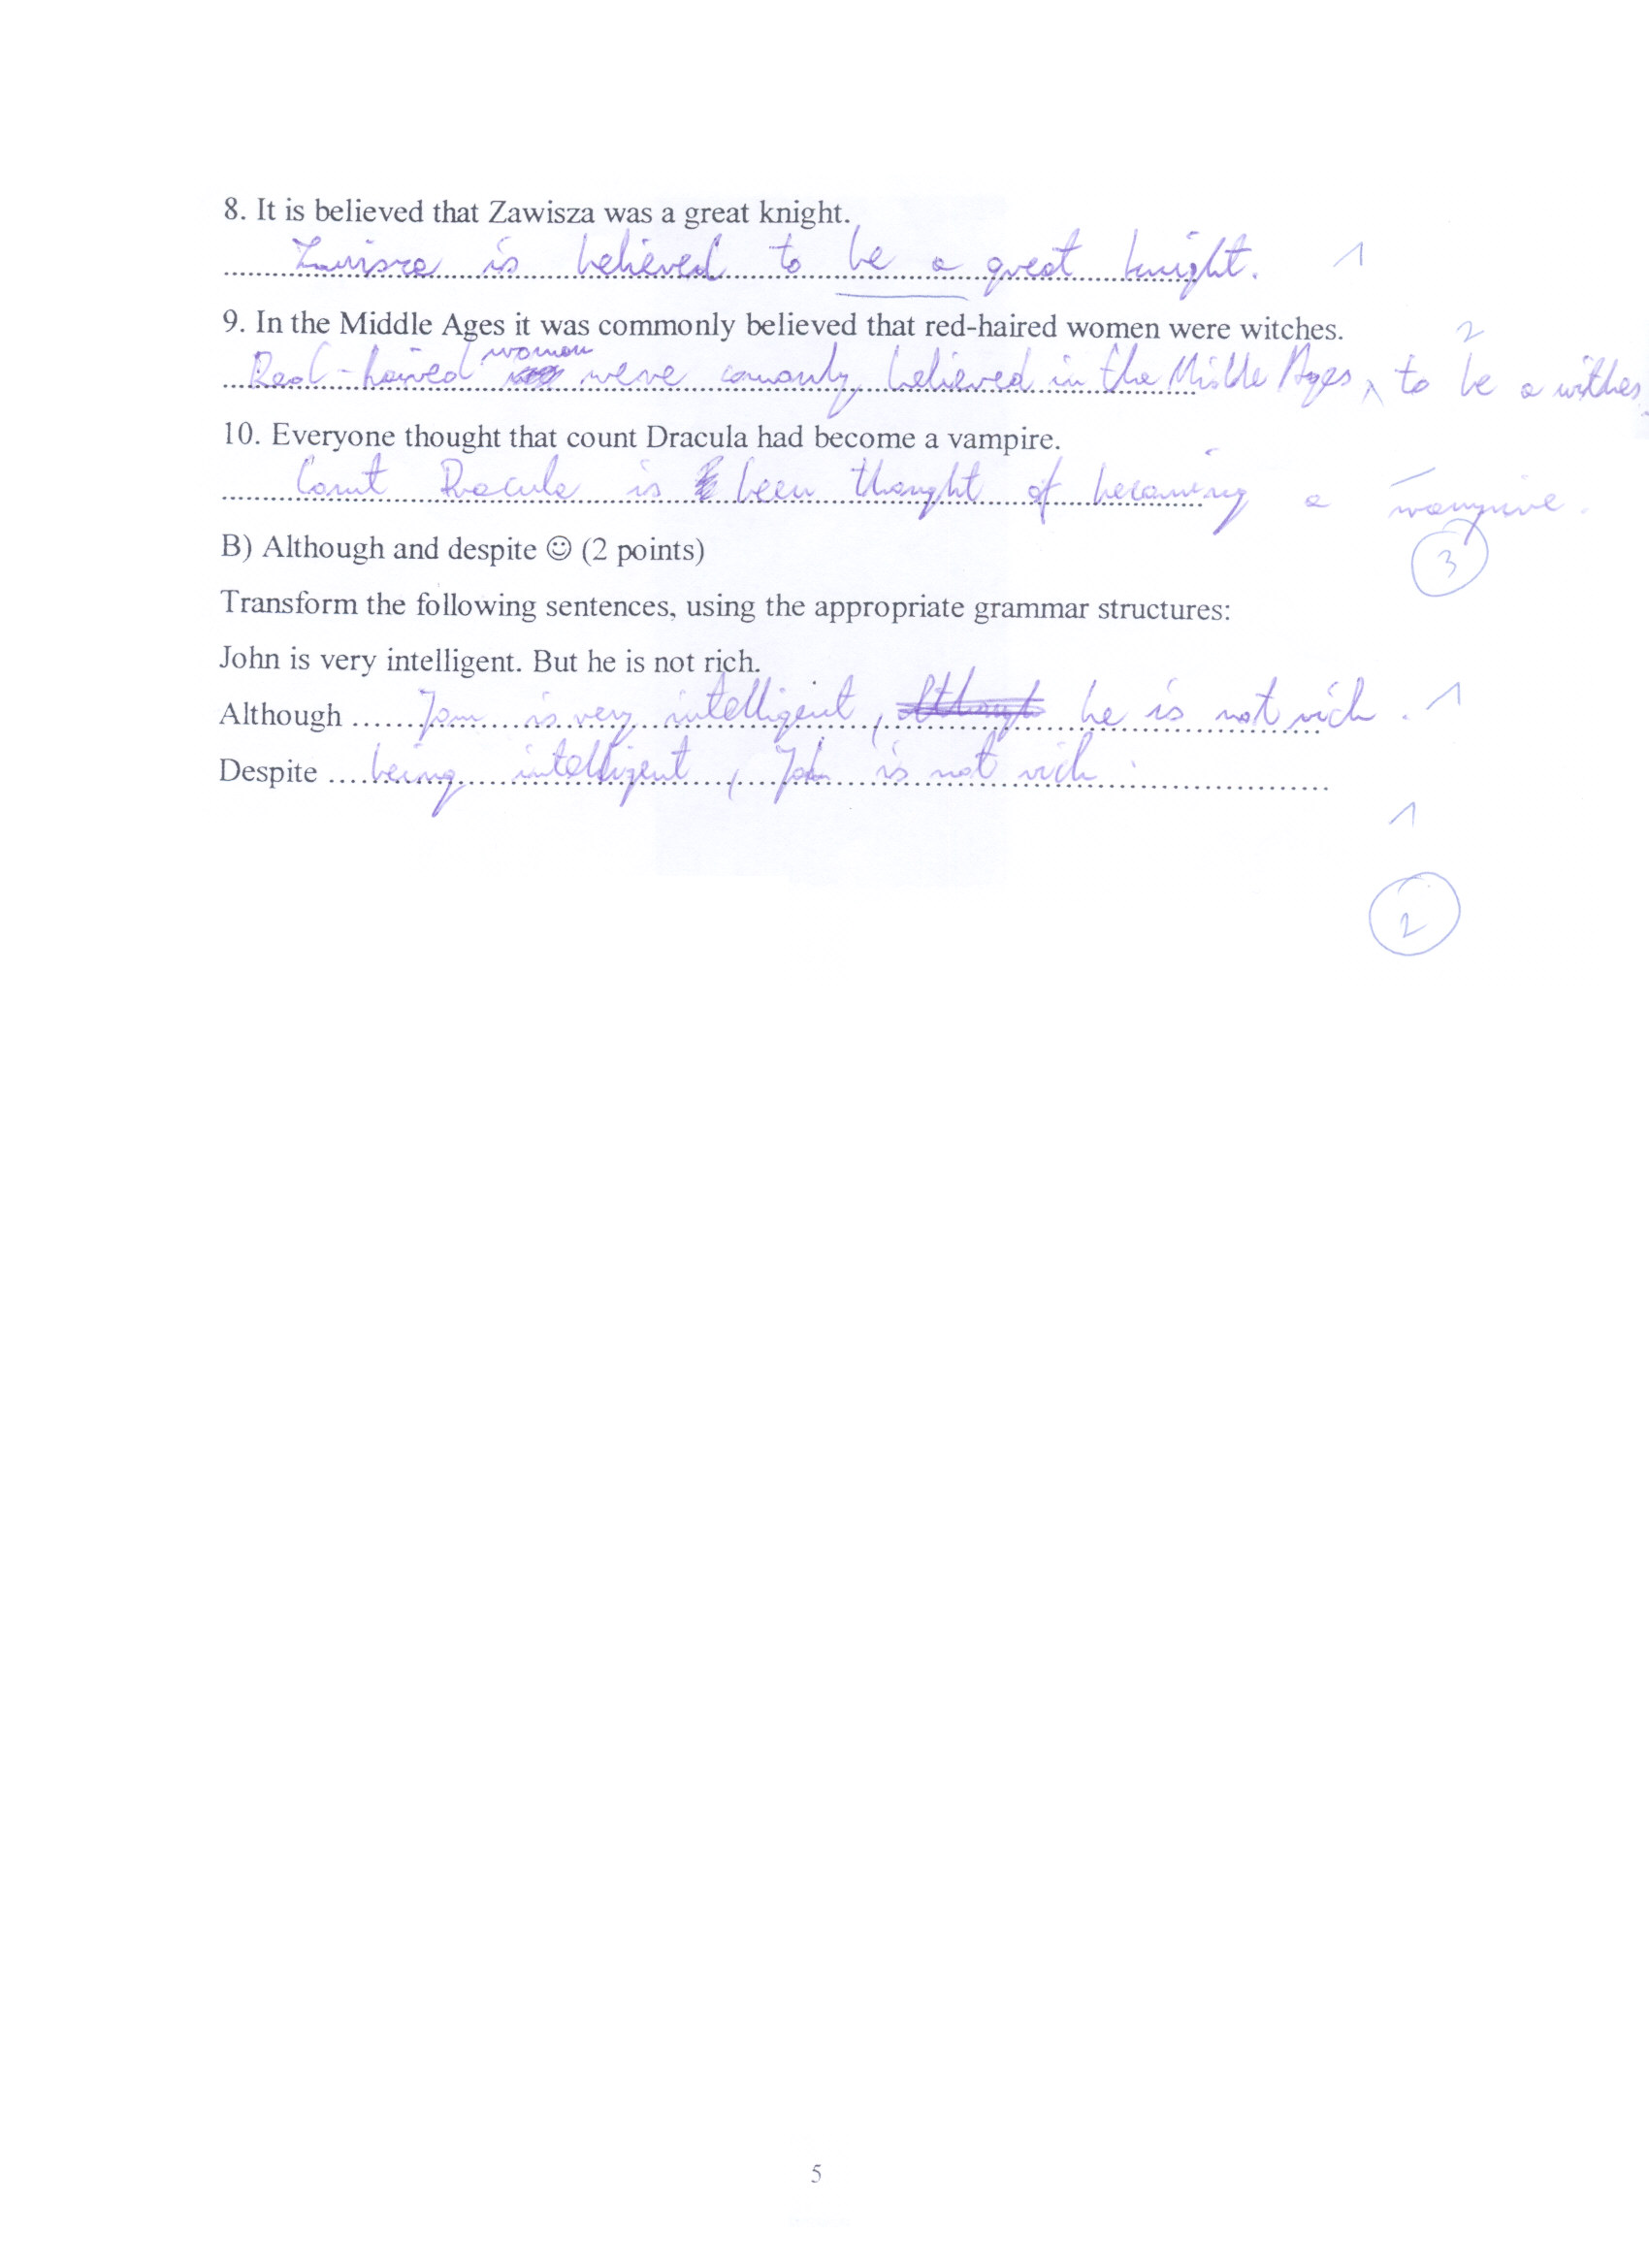 8. It is believed that Zawisza was a great knight.
Zawisza is believed to be a great knight. 1
9. In the Middle Ages it was commonly believed that red-haired women were witches.
2
women
Red-haired were comonly believed in the Middle Ages, to be a withes
10. Everyone thought that count Dracula had become a vampire.
Count Dracula is been thought of becoming a wampire.
B) Although and despite ☺ (2 points)
3
Transform the following sentences, using the appropriate grammar structures:
John is very intelligent. But he is not rich.
Although ...... is very intelligent, he is not rich. 1
Despite .... being intelligent, John is not rich.
1
2
5